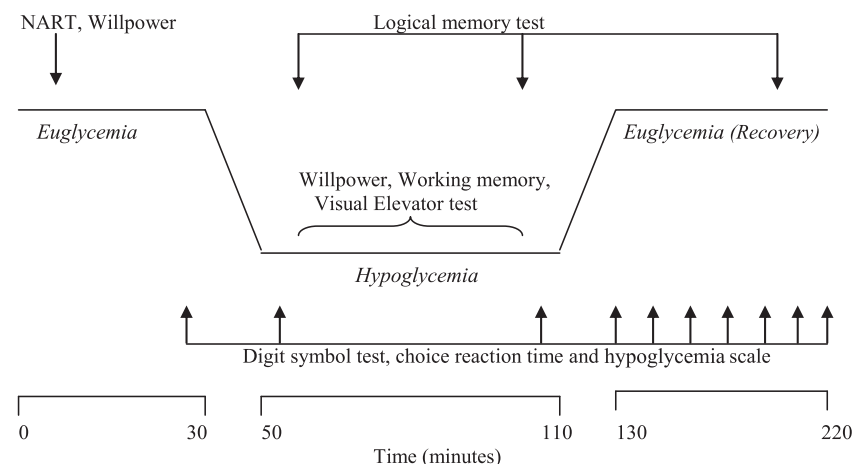 NART, Willpower
Logical memory test
Euglycemia
Euglycemia (Recovery)
Willpower, Working memory,
Visual Elevator test
Hypoglycemia
Digit symbol test, choice reaction time and hypoglycemia scale
0 30 50 110 130 220
Time (minutes)